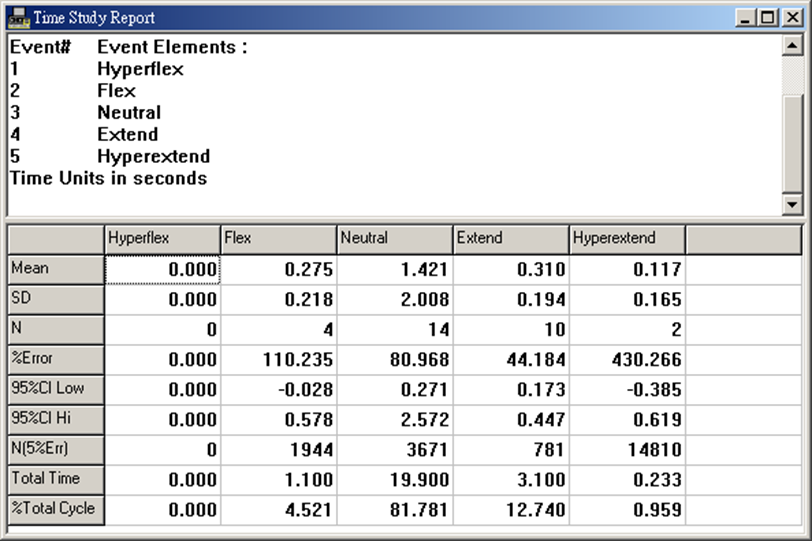 Time Study Report
Event# Event Elements :
1 Hyperflex
2 Flex
3 Neutral
4 Extend
5 Hyperextend
Time Units in seconds
Hyperflex Flex Neutral Extend Hyperextend
Mean 0.000 0.275 1.421 0.310 0.117
SD 0.000 0.218 2.008 0.194 0.165
N 0 4 14 10 2
%Error 0.000 110.235 80.968 44.184 430.266
95%CI Low 0.000 -0.028 0.271 0.173 -0.385
95%CI Hi 0.000 0.578 2.572 0.447 0.619
N(5%Err) 0 1944 3671 781 14810
Total Time 0.000 1.100 19.900 3.100 0.233
%Total Cycle 0.000 4.521 81.781 12.740 0.959